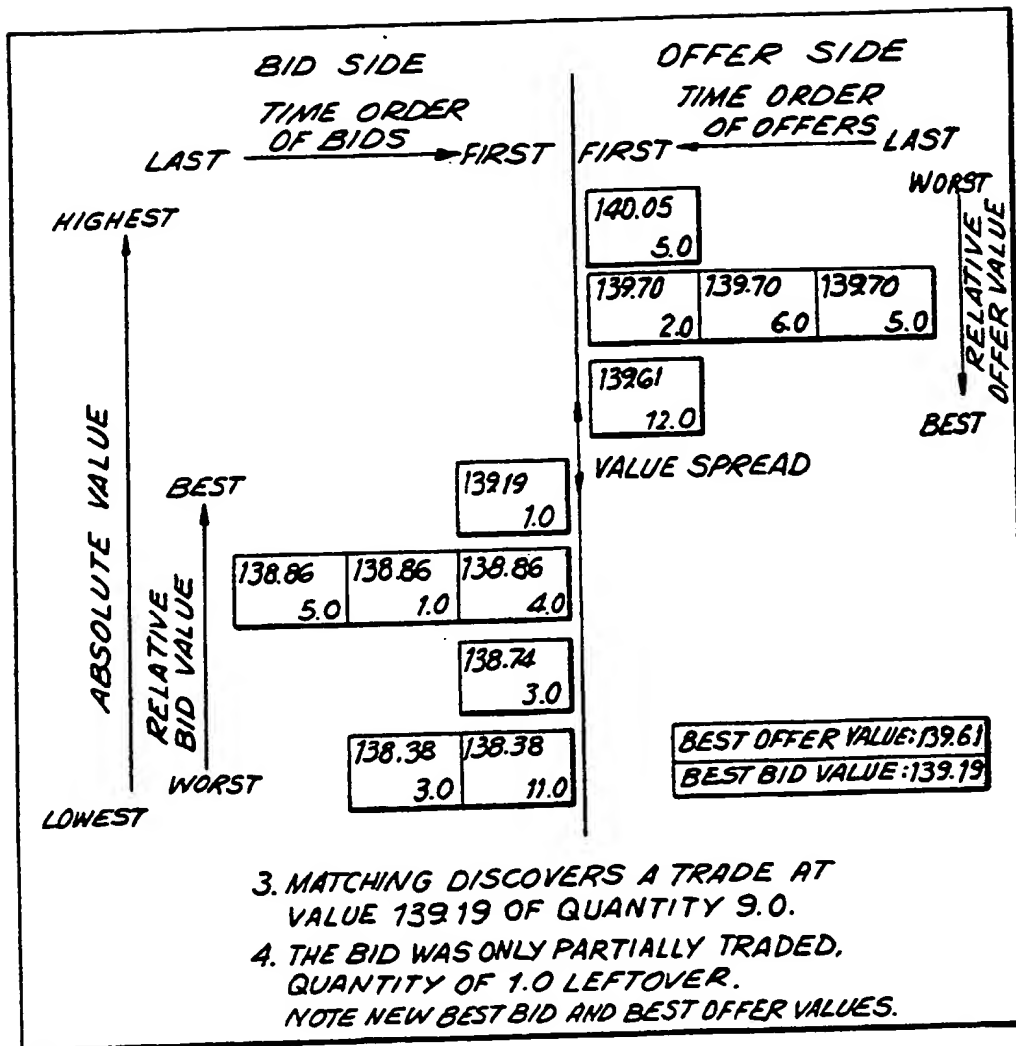 BID SIDE
OFFER SIDE
TIME ORDER
OF BIDS
TIME ORDER
OF OFFERS
LAST
FIRST
FIRST
LAST
HIGHEST
WORST
140.05
5.0
139.70 139.70 139.70
2.0 6.0 5.0
RELATIVE
OFFER VALUE
139.61
12.0
BEST
VALUE SPREAD
ABSOLUTE VALUE
BEST
139.19
1.0
138.86 138.86 138.86
5.0 1.0 4.0
RELATIVE
BID VALUE
138.74
3.0
138.38 138.38
3.0 11.0
WORST
LOWEST
BEST OFFER VALUE:139.61
BEST BID VALUE:139.19
3. MATCHING DISCOVERS A TRADE AT
VALUE 139.19 OF QUANTITY 9.0.
4. THE BID WAS ONLY PARTIALLY TRADED,
QUANTITY OF 1.0 LEFTOVER.
NOTE NEW BEST BID AND BEST OFFER VALUES.